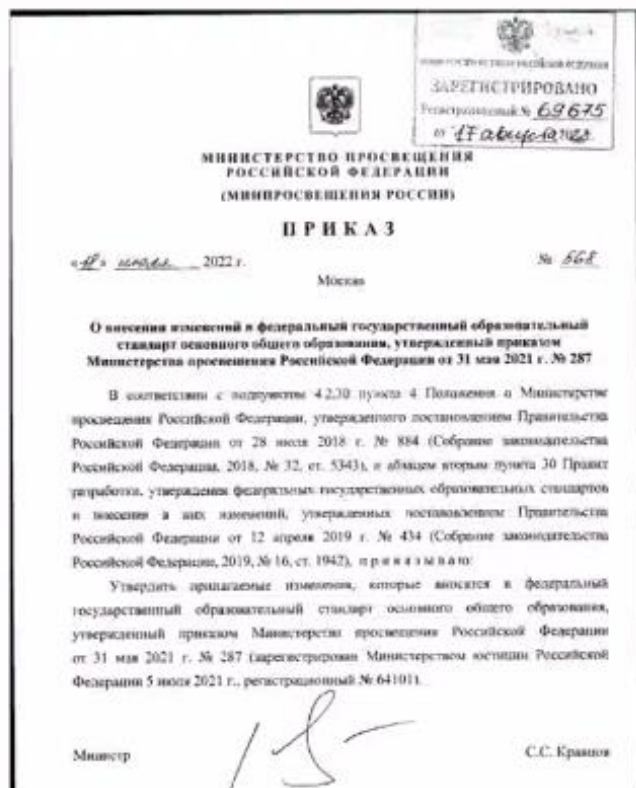 ЗАРЕГИСТРИРОВАНО
Регистрационный № 69675
от 17 августа 2022
МИНИСТЕРСТВО ПРОСВЕЩЕНИЯ
РОССИЙСКОЙ ФЕДЕРАЦИИ
(МИНПРОСВЕЩЕНИЯ РОССИИ)
ПРИКАЗ
«18» июля 2022 г.
№ 568
Москва
О внесении изменений в федеральный государственный образовательный
стандарт основного общего образования, утвержденный приказом
Министерства просвещения Российской Федерации от 31 мая 2021 г. № 287
В соответствии с подпунктом 4.2.30 пункта 4 Положения о Министерстве
просвещения Российской Федерации, утвержденного постановлением Правительства
Российской Федерации от 28 июля 2018 г. № 884 (Собрание законодательства
Российской Федерации, 2018, № 32, ст. 5343), и абзацем вторым пункта 30 Правил
разработки, утверждения федеральных государственных образовательных стандартов
и внесения в них изменений, утвержденных постановлением Правительства
Российской Федерации от 12 апреля 2019 г. № 434 (Собрание законодательства
Российской Федерации, 2019, № 16, ст. 1942), приказываю:
Утвердить прилагаемые изменения, которые вносятся в федеральный
государственный образовательный стандарт основного общего образования,
утвержденный приказом Министерства просвещения Российской Федерации
от 31 мая 2021 г. № 287 (зарегистрирован Министерством юстиции Российской
Федерации 5 июля 2021 г., регистрационный № 64101).
Министр
С.С. Кравцов